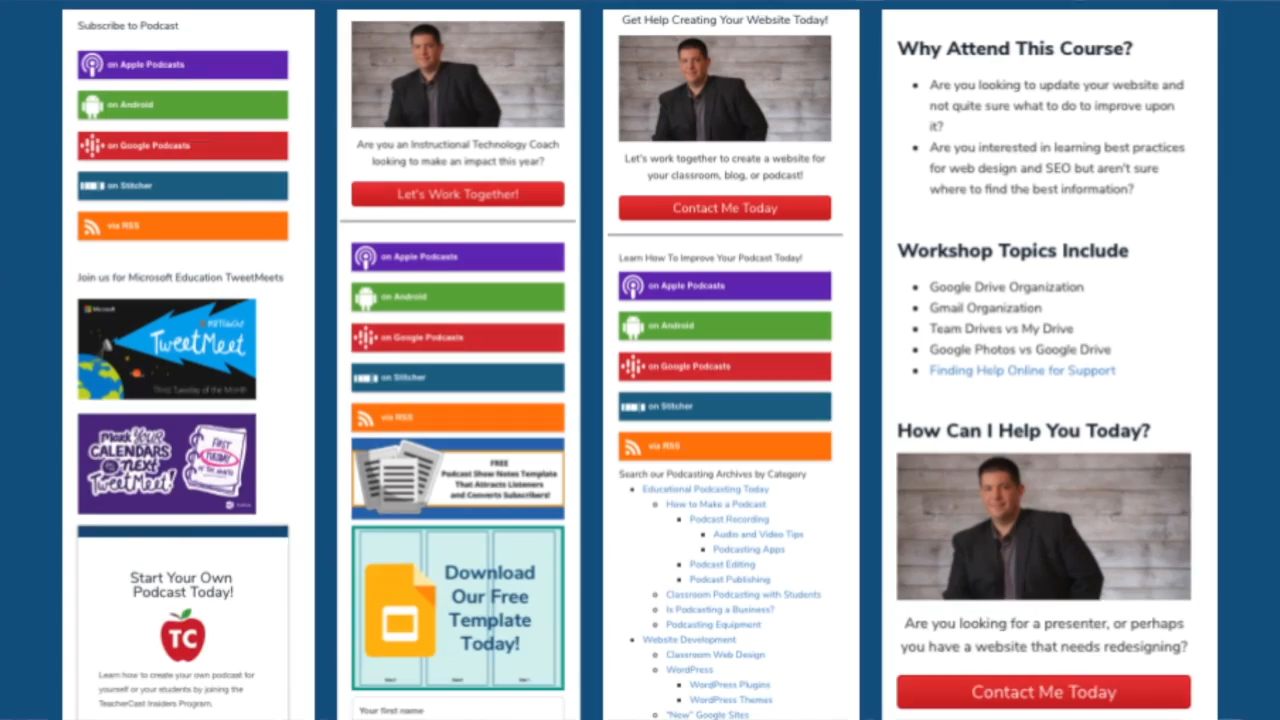 Subscribe to Podcast
on Apple Podcasts
on Android
on Google Podcasts
on Stitcher
via RSS
Join us for Microsoft Education TweetMeets
Microsoft
TweetMeet
Third Tuesday of the Month
Mark YOUR
CALENDARS
for NEXT
TweetMeet!
FIRST
TUESDAY
OF THE MONTH
Start Your Own
Podcast Today!
TC
Learn how to create your own podcast for
yourself or your students by joining the
TeacherCast Insiders Program.
Are you an Instructional Technology Coach
looking to make an impact this year?
Let's Work Together!
on Apple Podcasts
on Android
on Google Podcasts
on Stitcher
via RSS
FREE
Podcast Show Notes Template
That Attracts Listeners
and Converts Subscribers!
Download
Our Free
Template
Today!
Your first name
Get Help Creating Your Website Today!
Let's work together to create a website for
your classroom, blog, or podcast!
Contact Me Today
Learn How To Improve Your Podcast Today!
on Apple Podcasts
on Android
on Google Podcasts
on Stitcher
via RSS
Search our Podcasting Archives by Category
Educational Podcasting Today
How to Make a Podcast
Podcast Recording
Audio and Video Tips
Podcasting Apps
Podcast Editing
Podcast Publishing
Classroom Podcasting with Students
Is Podcasting a Business?
Podcasting Equipment
Website Development
Classroom Web Design
WordPress
WordPress Plugins
WordPress Themes
"New" Google Sites
Why Attend This Course?
Are you looking to update your website and
not quite sure what to do to improve upon
it?
Are you interested in learning best practices
for web design and SEO but aren't sure
where to find the best information?
Workshop Topics Include
Google Drive Organization
Gmail Organization
Team Drives vs My Drive
Google Photos vs Google Drive
Finding Help Online for Support
How Can I Help You Today?
Are you looking for a presenter, or perhaps
you have a website that needs redesigning?
Contact Me Today